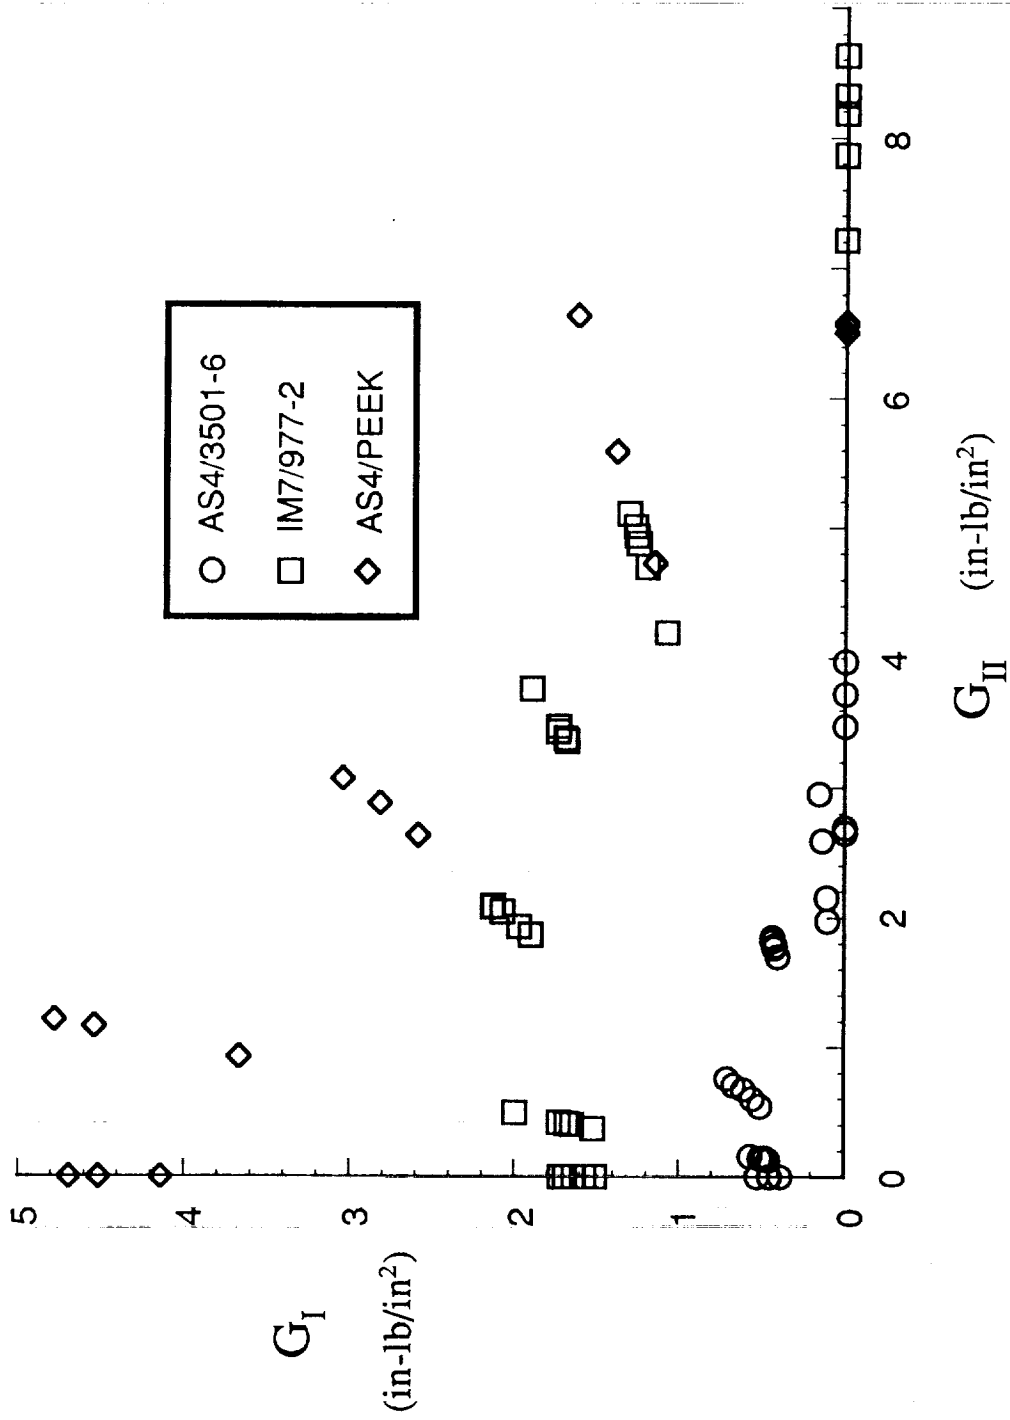 G_I
(in-lb/in²)
5
4
3
2
1
0
AS4/3501-6
IM7/977-2
AS4/PEEK
0
2
4
6
8
G_II (in-lb/in²)